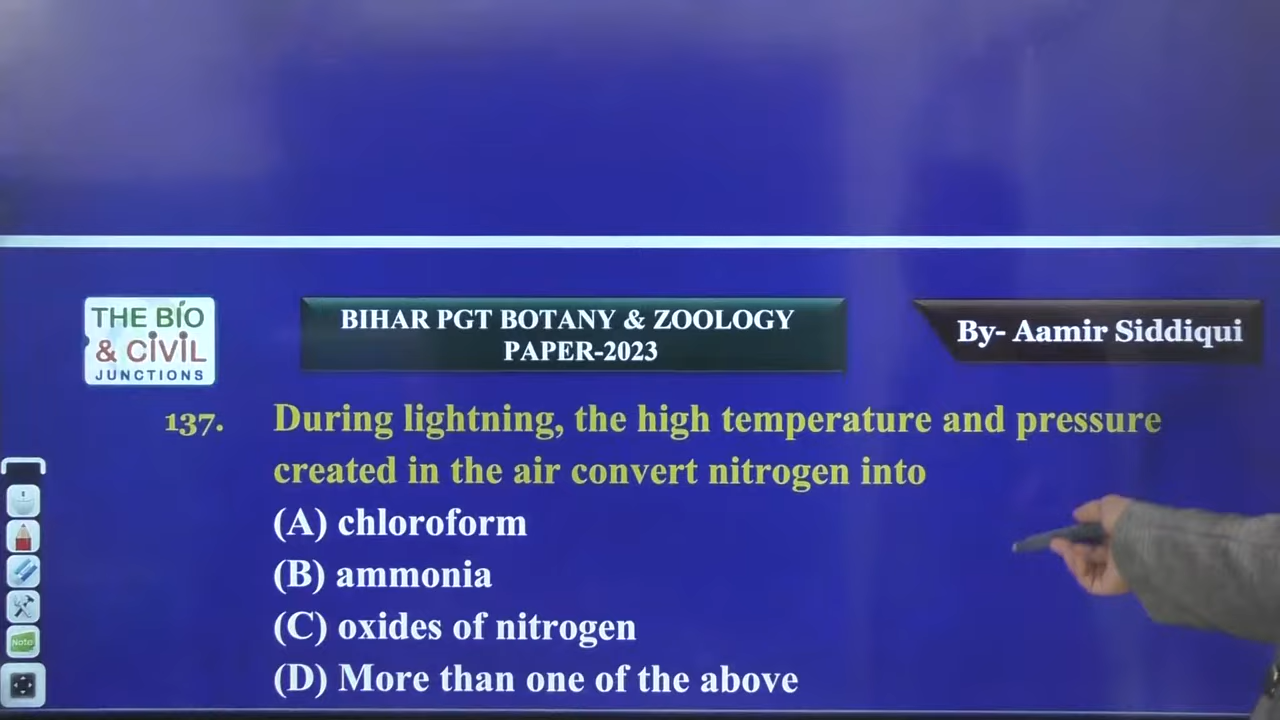 THE BIO
& CIVIL
JUNCTIONS
BIHAR PGT BOTANY & ZOOLOGY
PAPER-2023
By- Aamir Siddiqui
137. During lightning, the high temperature and pressure
created in the air convert nitrogen into
(A) chloroform
(B) ammonia
(C) oxides of nitrogen
(D) More than one of the above
Note